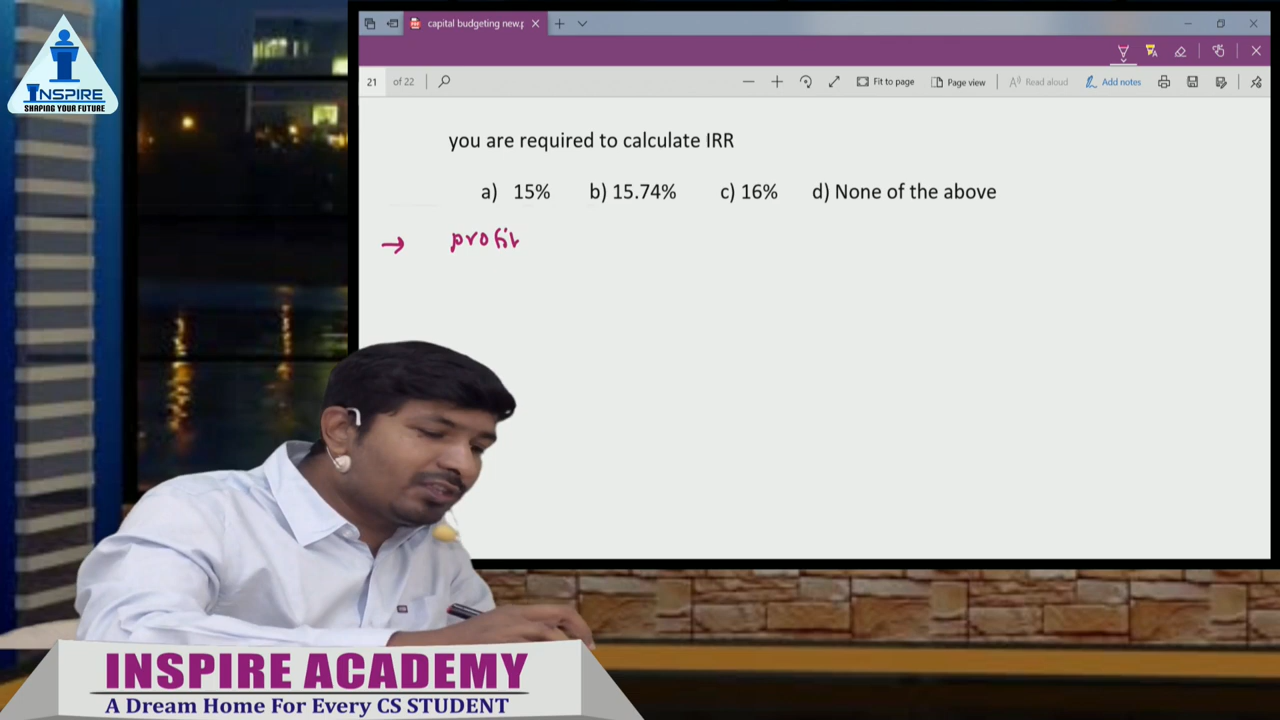 INSPIRE
SHAPING YOUR FUTURE
capital budgeting new.p
21 of 22
Fit to page
Page view
Read aloud
Add notes
you are required to calculate IRR
a) 15% b) 15.74% c) 16% d) None of the above
→ profit
INSPIRE ACADEMY
A Dream Home For Every CS STUDENT